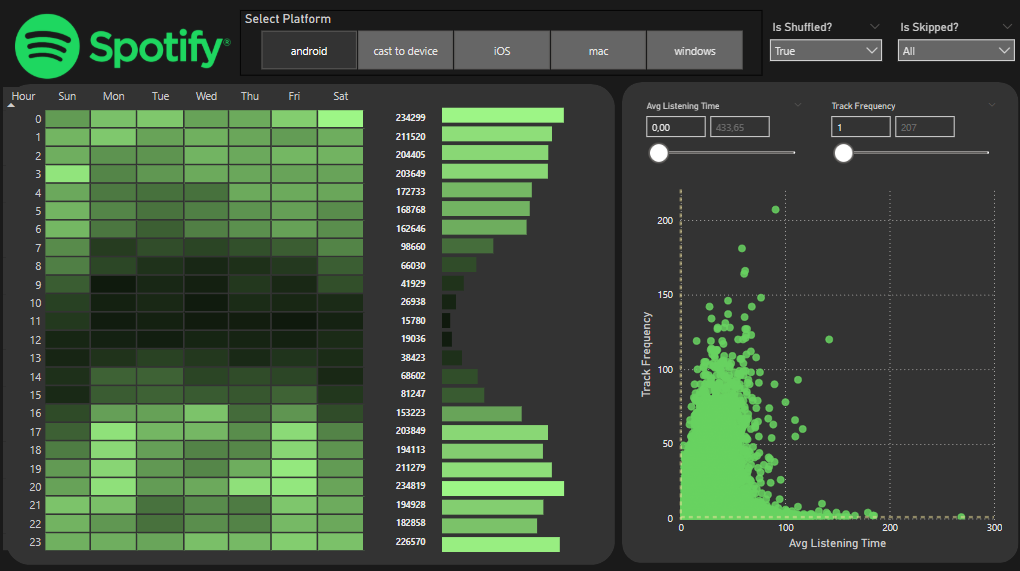 Spotify®
Select Platform
android cast to device iOS mac windows
Is Shuffled? Is Skipped?
True All
Hour Sun Mon Tue Wed Thu Fri Sat
0 234299
1 211520
2 204405
3 203649
4 172733
5 168768
6 162646
7 98660
8 66030
9 41929
10 26938
11 15780
12 19036
13 38423
14 68602
15 81247
16 153223
17 203849
18 194113
19 211279
20 234819
21 194928
22 182858
23 226570
Avg Listening Time Track Frequency
0,00 433,65 1 207
Track Frequency
200
150
100
50
0
0 100 200 300
Avg Listening Time